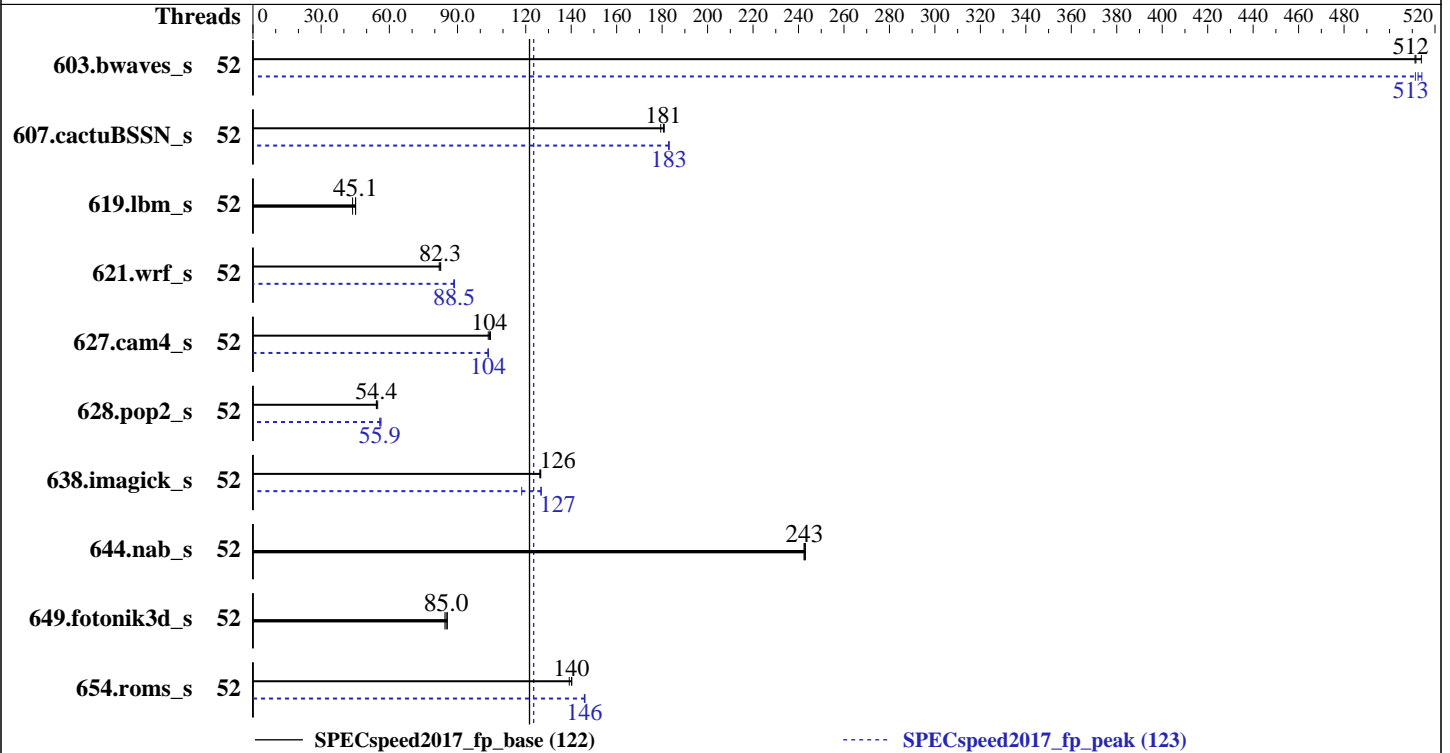 Threads 0 30.0 60.0 90.0 120 140 160 180 200 220 240 260 280 300 320 340 360 380 400 420 440 460 480 520
512
603.bwaves_s 52
513
181
607.cactuBSSN_s 52
183
45.1
619.lbm_s 52
82.3
621.wrf_s 52
88.5
104
627.cam4_s 52
104
54.4
628.pop2_s 52
55.9
126
638.imagick_s 52
127
243
644.nab_s 52
85.0
649.fotonik3d_s 52
140
654.roms_s 52
146
SPECspeed2017_fp_base (122) SPECspeed2017_fp_peak (123)